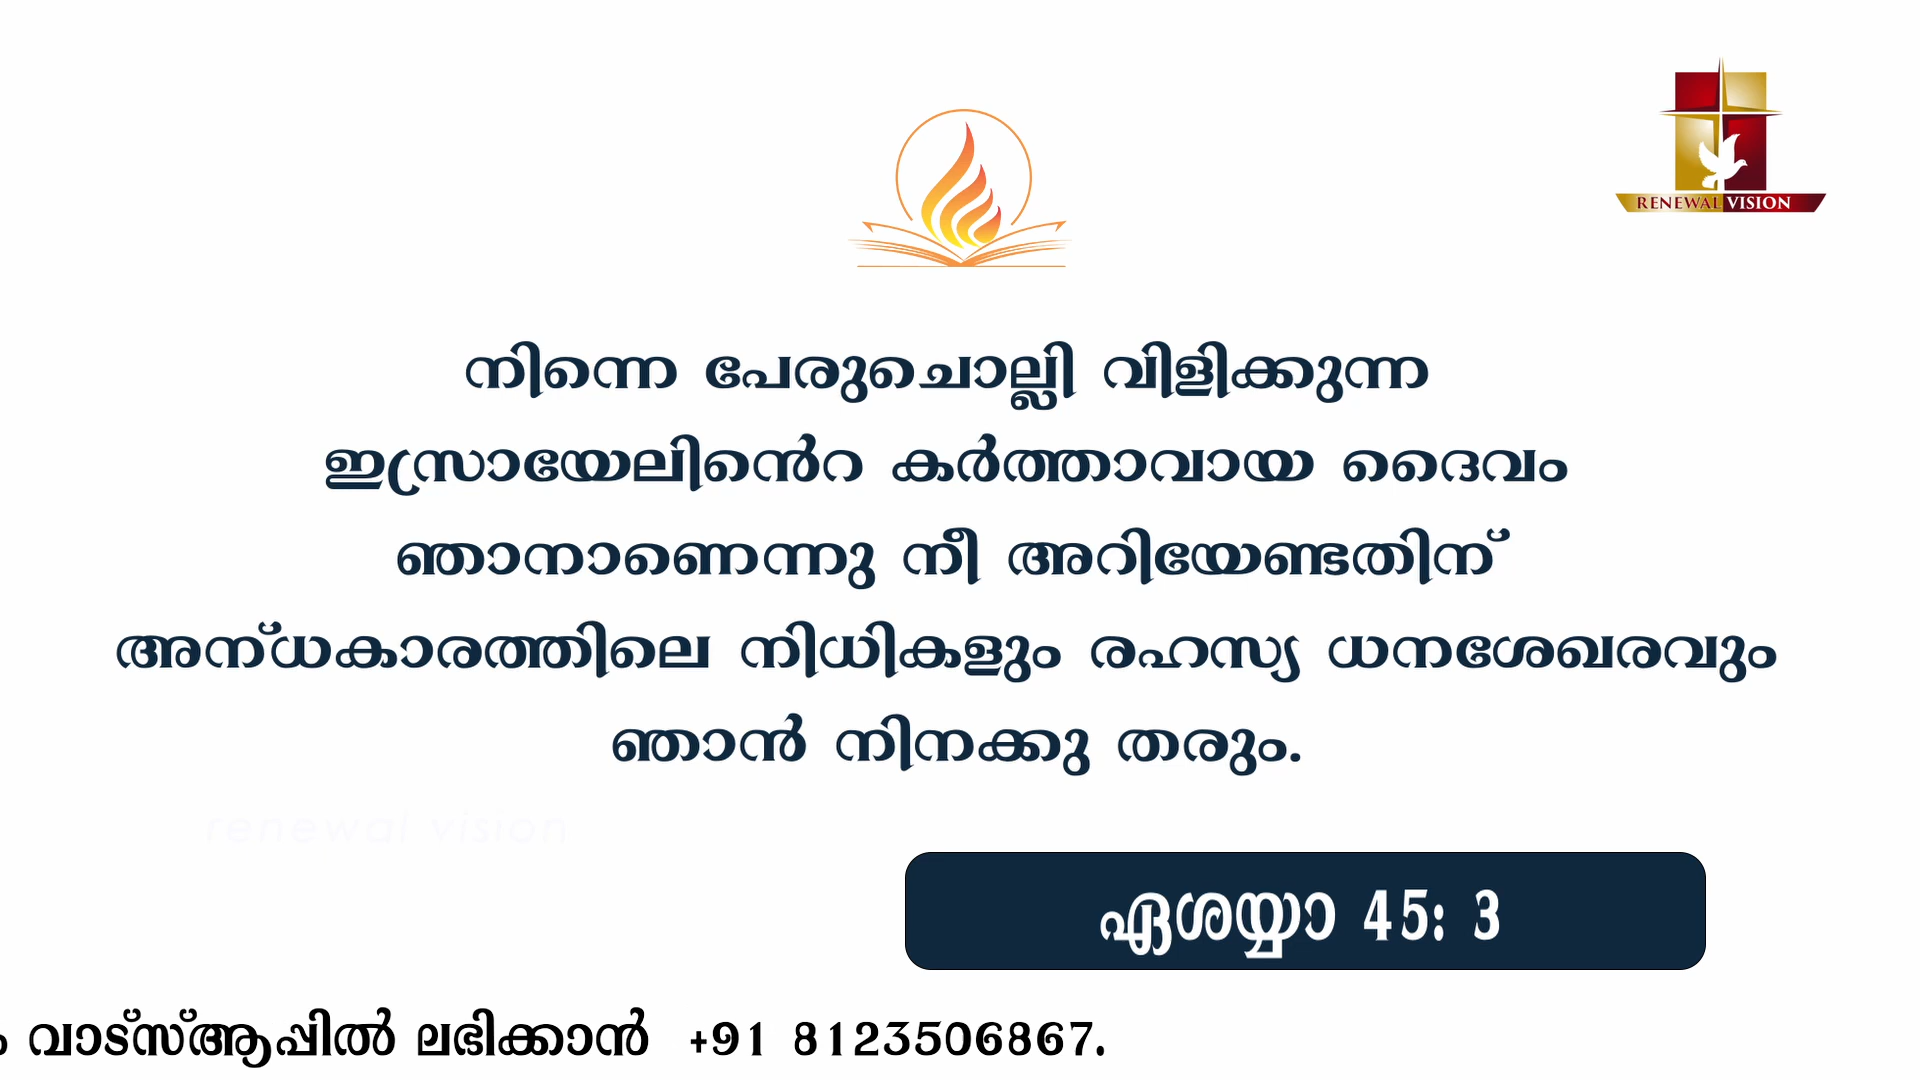 RENEWAL VISION
നിന്നെ പേരുചൊല്ലി വിളിക്കുന്ന
ഇസ്രായേലിൻെറ കർത്താവായ ദൈവം
ഞാനാണെന്നു നീ അറിയേണ്ടതിന്
അന്ധകാരത്തിലെ നിധികളും രഹസ്യ ധനശേഖരവും
ഞാൻ നിനക്കു തരും.
renewal vision
ഏശയ്യാ 45: 3
വാട്സ്ആപ്പിൽ ലഭിക്കാൻ +91 8123506867.